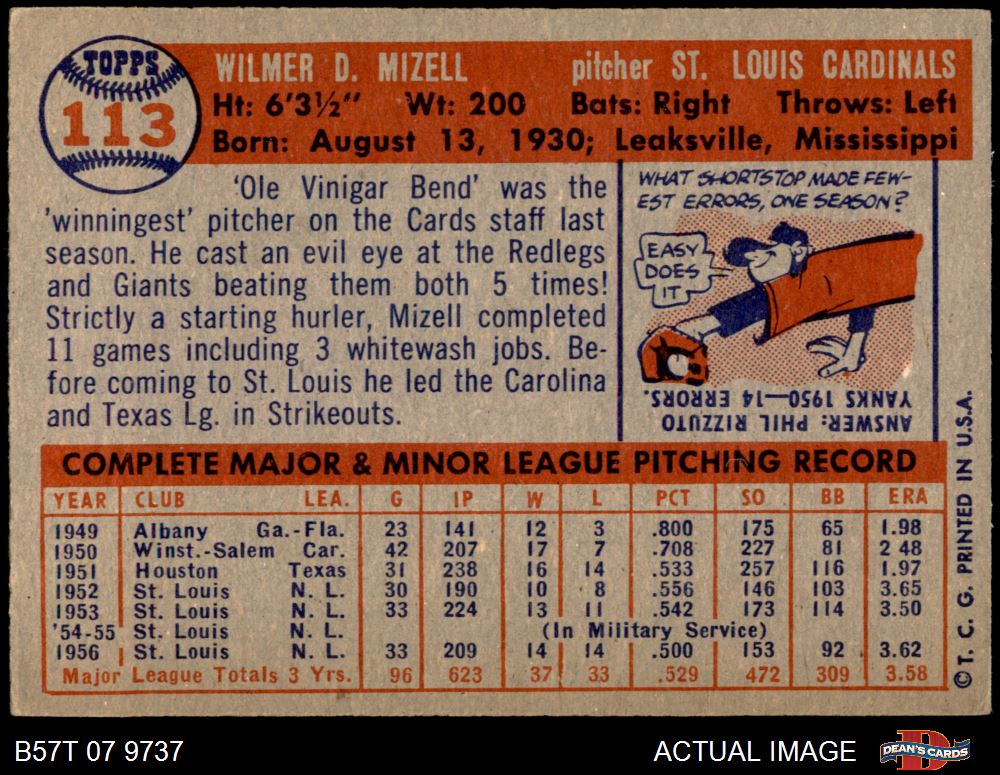 TOPPS
113
WILMER D. MIZELL pitcher ST. LOUIS CARDINALS
Ht: 6'3½" Wt: 200 Bats: Right Throws: Left
Born: August 13, 1930; Leaksville, Mississippi
'Ole Vinigar Bend' was the
'winningest' pitcher on the Cards staff last
season. He cast an evil eye at the Redlegs
and Giants beating them both 5 times!
Strictly a starting hurler, Mizell completed
11 games including 3 whitewash jobs. Be-
fore coming to St. Louis he led the Carolina
and Texas Lg. in Strikeouts.
WHAT SHORTSTOP MADE FEW-
EST ERRORS, ONE SEASON?
EASY
DOES
IT
ANSWER: PHIL RIZZUTO
YANKS 1950—14 ERRORS.
COMPLETE MAJOR & MINOR LEAGUE PITCHING RECORD
YEAR CLUB LEA. G IP W L PCT SO BB ERA
1949 Albany Ga.-Fla. 23 141 12 3 .800 175 65 1.98
1950 Winst.-Salem Car. 42 207 17 7 .708 227 81 2 48
1951 Houston Texas 31 238 16 14 .533 257 116 1.97
1952 St. Louis N. L. 30 190 10 8 .556 146 103 3.65
1953 St. Louis N. L. 33 224 13 11 .542 173 114 3.50
'54-55 St. Louis N. L. (In Military Service)
1956 St. Louis N. L. 33 209 14 14 .500 153 92 3.62
Major League Totals 3 Yrs. 96 623 37 33 .529 472 309 3.58
©T. C. G. PRINTED IN U.S.A.
B57T 07 9737 ACTUAL IMAGE DEAN'S CARDS